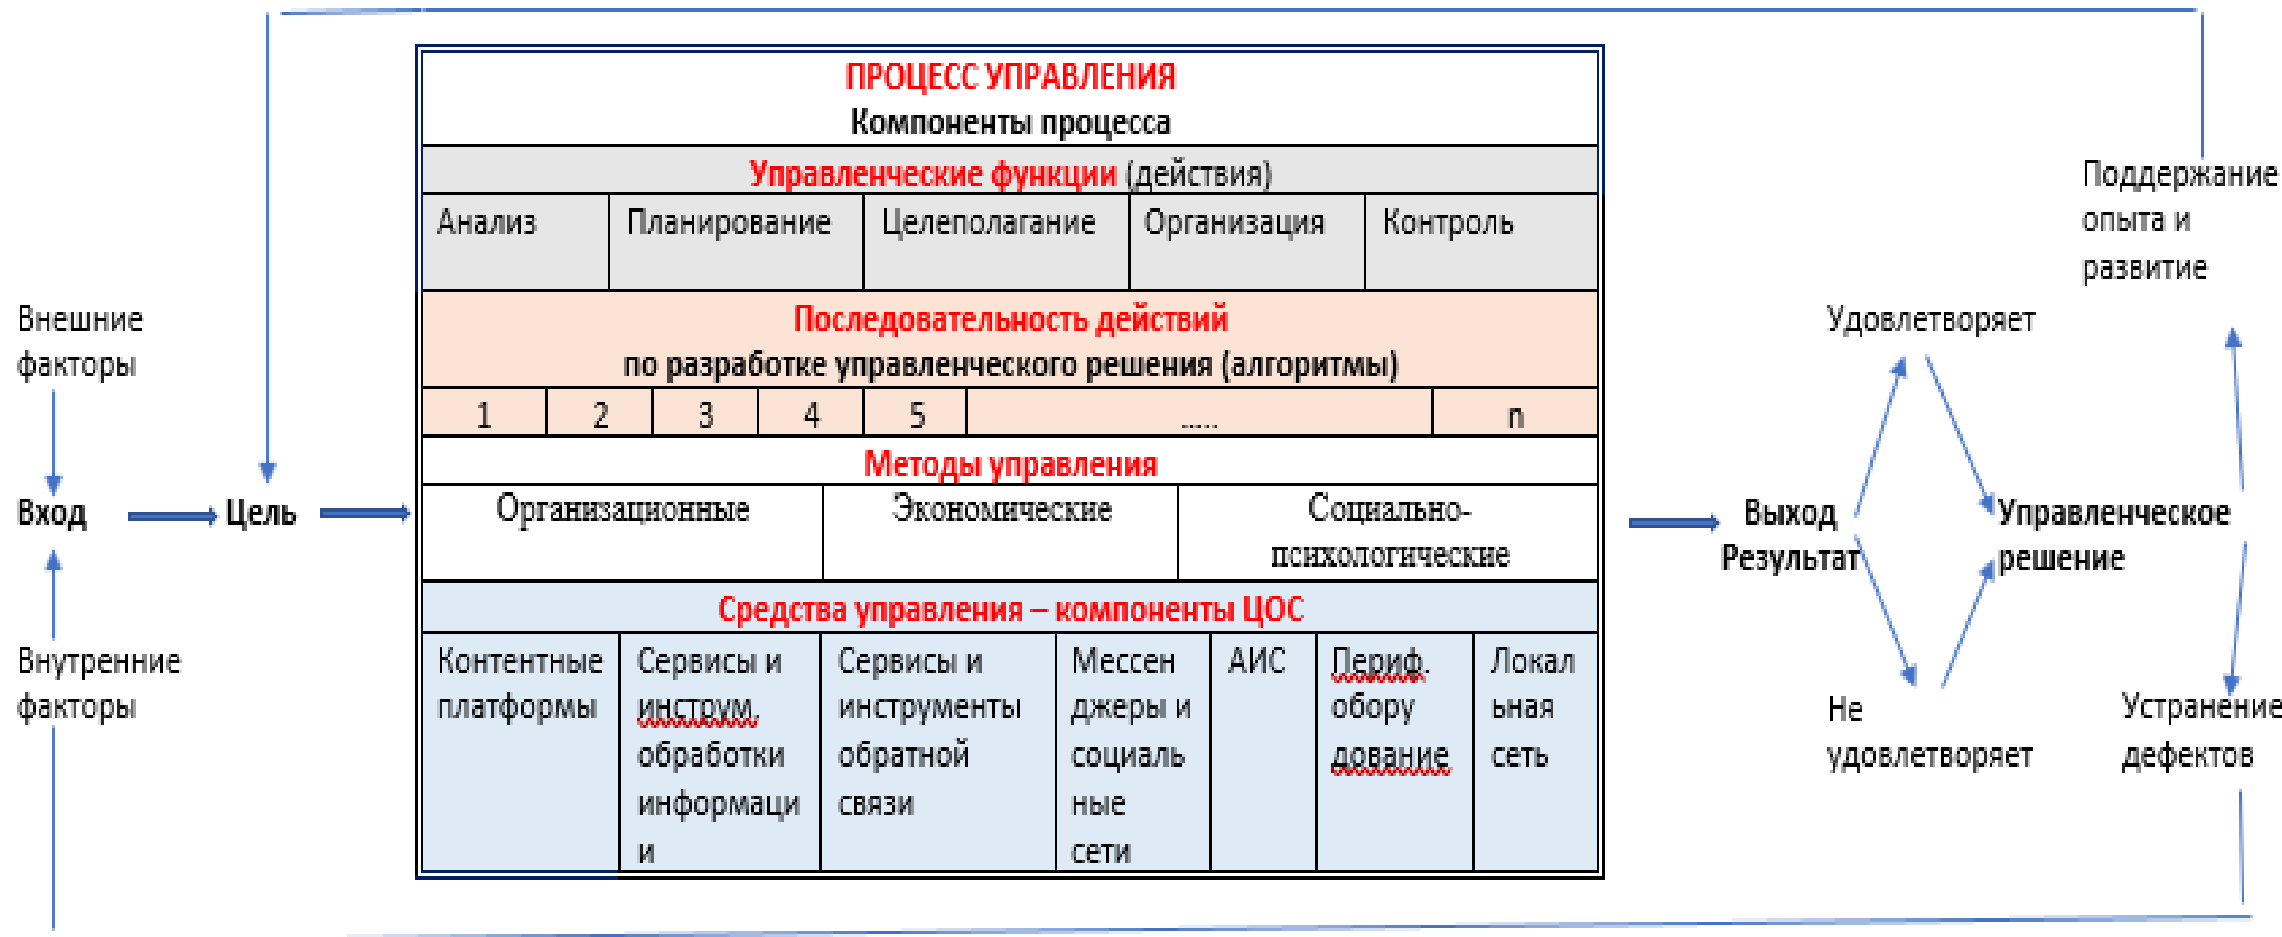 ПРОЦЕСС УПРАВЛЕНИЯ
Компоненты процесса
Управленческие функции (действия)
Анализ
Планирование
Целеполагание
Организация
Контроль
Последовательность действий
по разработке управленческого решения (алгоритмы)
1
2
3
4
5
.....
n
Методы управления
Организационные
Экономические
Социально-
психологические
Средства управления – компоненты ЦОС
Контентные
платформы
Сервисы и
инструм.
обработки
информаци
и
Сервисы и
инструменты
обратной
связи
Мессен
джеры и
социаль
ные
сети
АИС
Периф.
обору
дование
Локал
ьная
сеть
Внешние
факторы
Вход
Цель
Внутренние
факторы
Выход
Результат
Удовлетворяет
Не
удовлетворяет
Управленческое
решение
Поддержание
опыта и
развитие
Устранение
дефектов